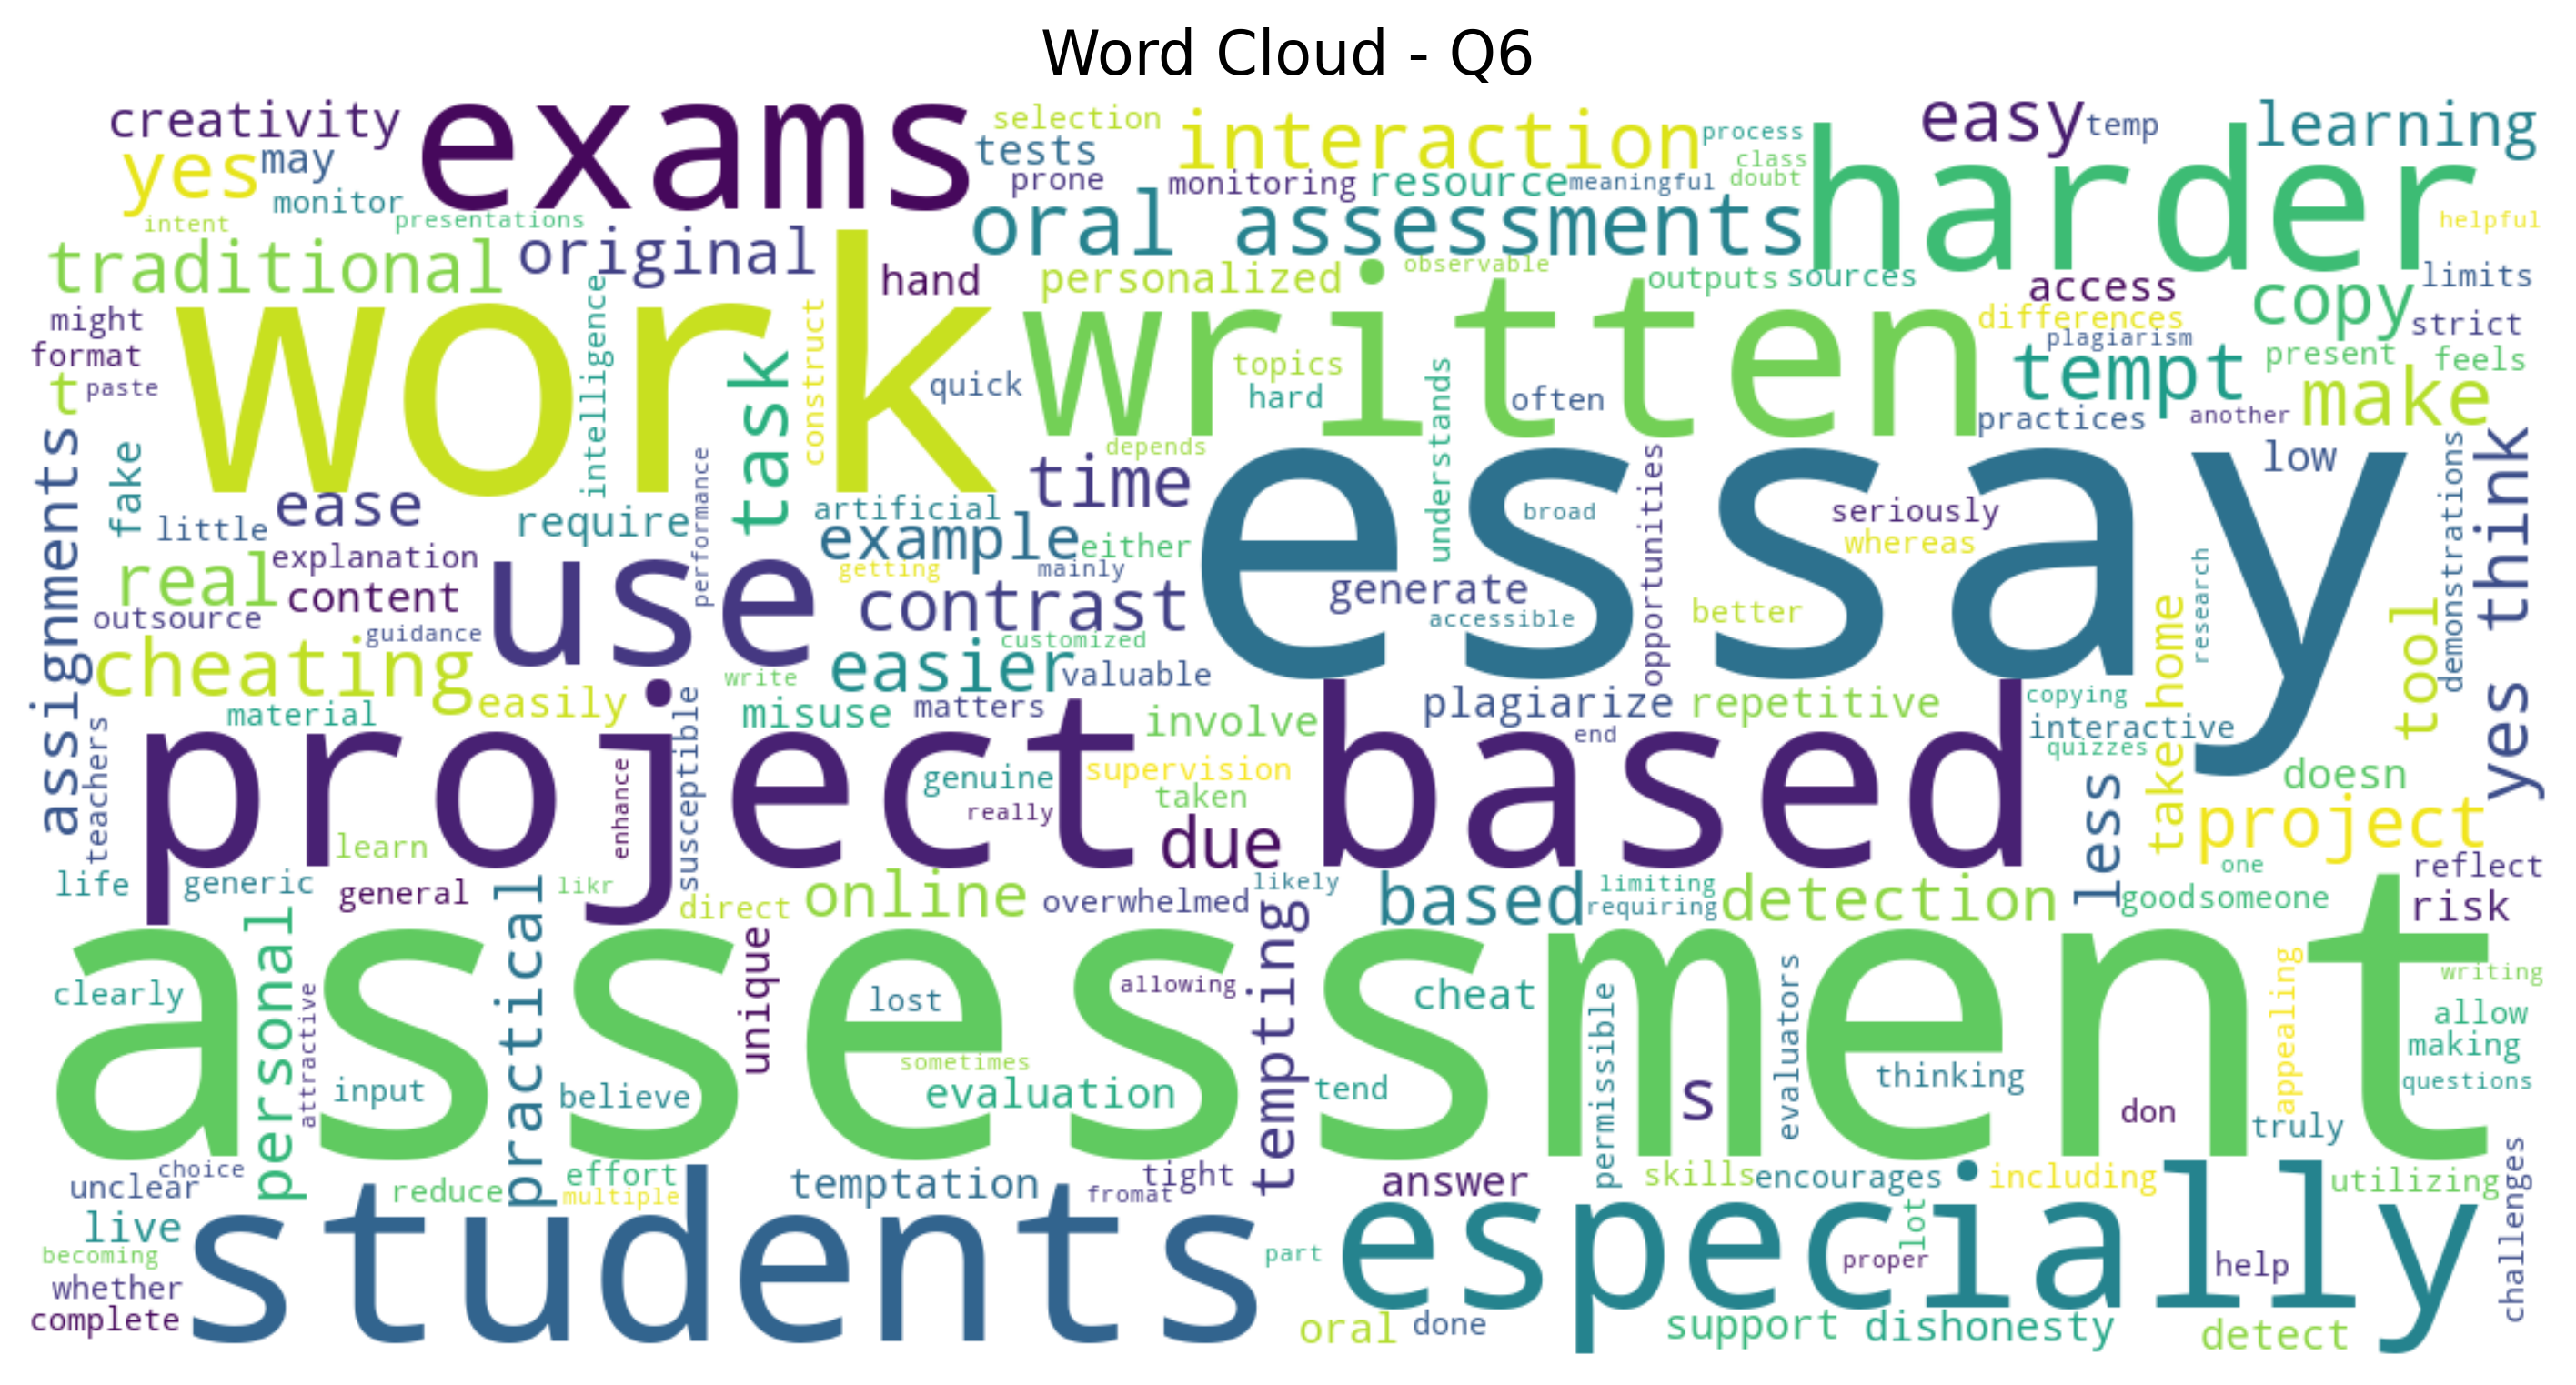 Word Cloud - Q6
creativity
exams
selection
interaction
process
easy
temp
learning
yes
may
tests
class
harder
monitor
prone
monitoring
resource
meaningful
doubt
intent
presentations
oral assessments
helpful
traditional
original
hand
personalized
observable
outputs
sources
access
limits
might
work
intelligence
construct
written
differences
copy
strict
format
task
quick
topics
plagiarism
tempt
present
feels
t
paste
hard
understands
often
practices
another
make
assignments
fake
depends
time
essay
opportunities
low
demonstrations
yes think
little
ease
require
performance
artificial
example
either
broad
seriously
whereas
real
explanation
use
getting
mainly
content
contrast
generate
accessible
better
research
outsource
guidance
customized
take home
tool
cheating
easily
write
easier
valuable
plagiarize
repetitive
copying
material
susceptible
misuse
matters
involve
end
interactive
quizzes
teachers
project based
enhance
genuine
supervision
taken
really
less
doesn
project
learn
due
life
generic
general
practical
likr
direct
online
overwhelmed
likely
based
limiting
requiring
detection
one
goodsomeone
reflect
risk
assessment
personal
unique
tempting
clearly
attractive
lost
allowing
cheat
permissible
evaluators
appealing
writing
allow
input
believe
sometimes
evaluation
tend
s
thinking
don
making
questions
truly
choice
unclear
reduce
effort
multiple
temptation
fromat
tight
answer
skills
encourages
including
utilizing
challenges
live
students
especially
lot
becoming
part
proper
help
whether
complete
oral
done
support
dishonesty
detect